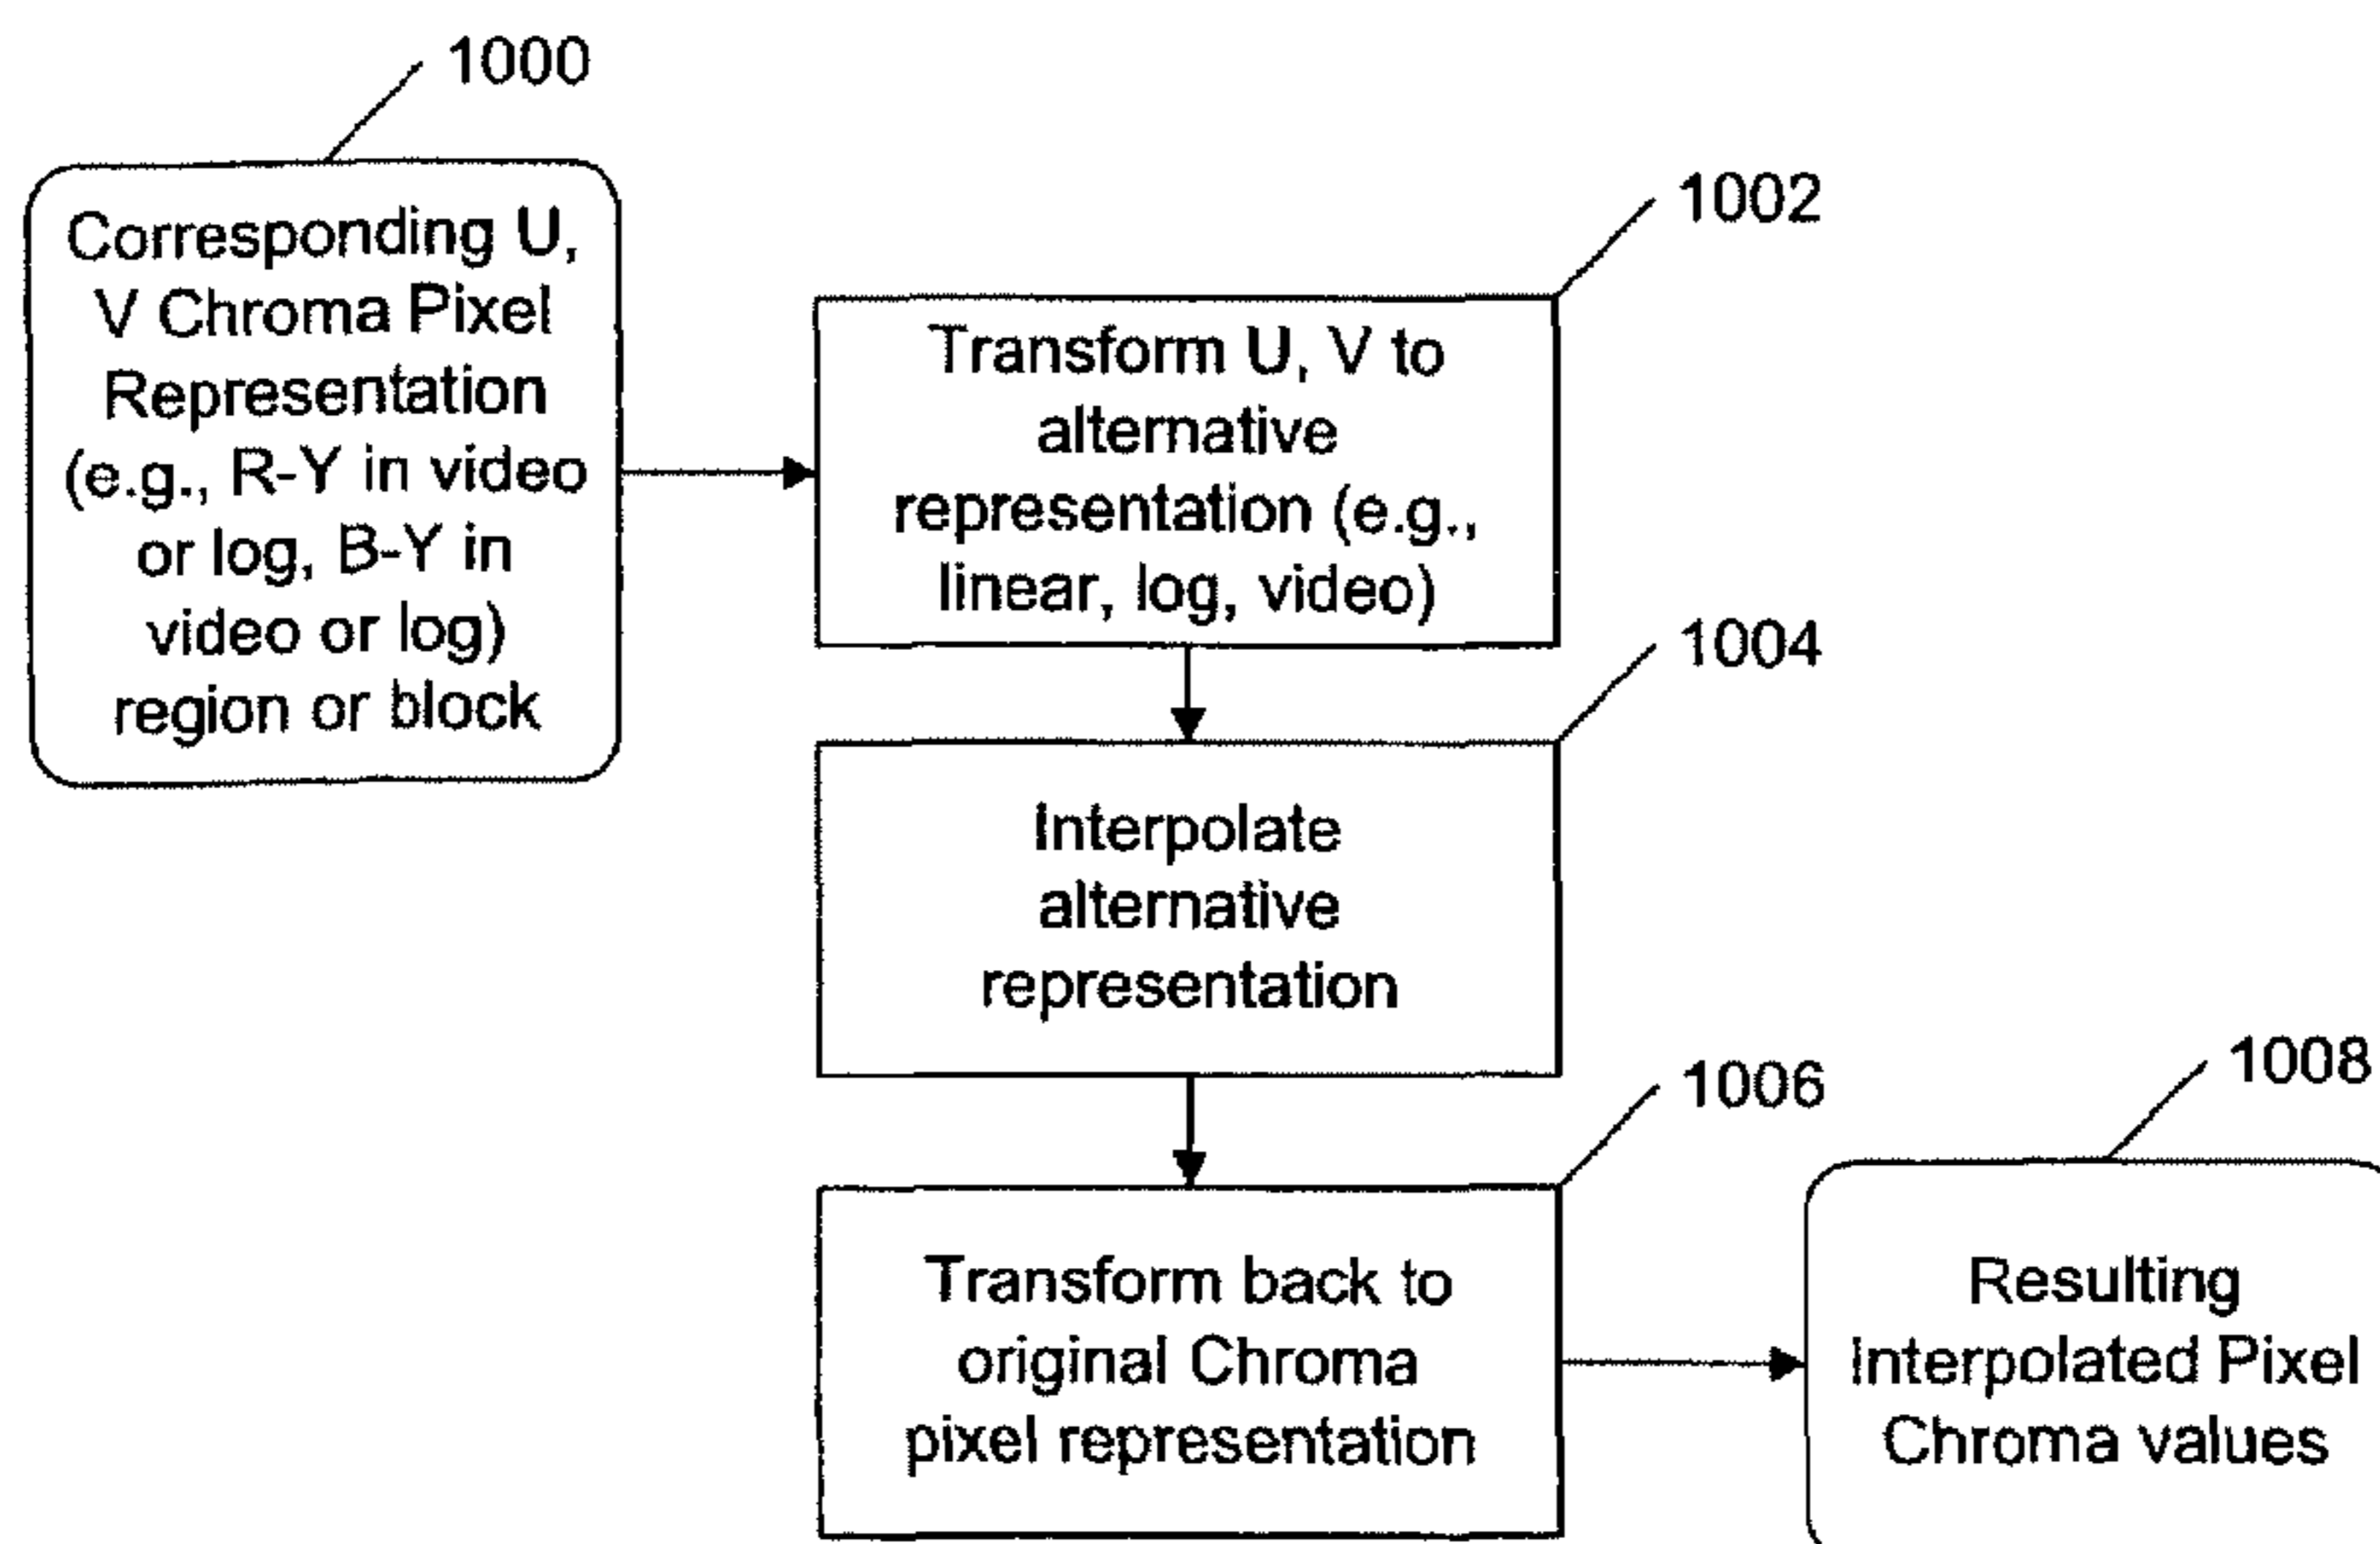 1000
Corresponding U,
V Chroma Pixel
Representation
(e.g., R-Y in video
or log, B-Y in
video or log)
region or block
1002
Transform U, V to
alternative
representation (e.g.,
linear, log, video)
1004
Interpolate
alternative
representation
1006
Transform back to
original Chroma
pixel representation
1008
Resulting
Interpolated Pixel
Chroma values